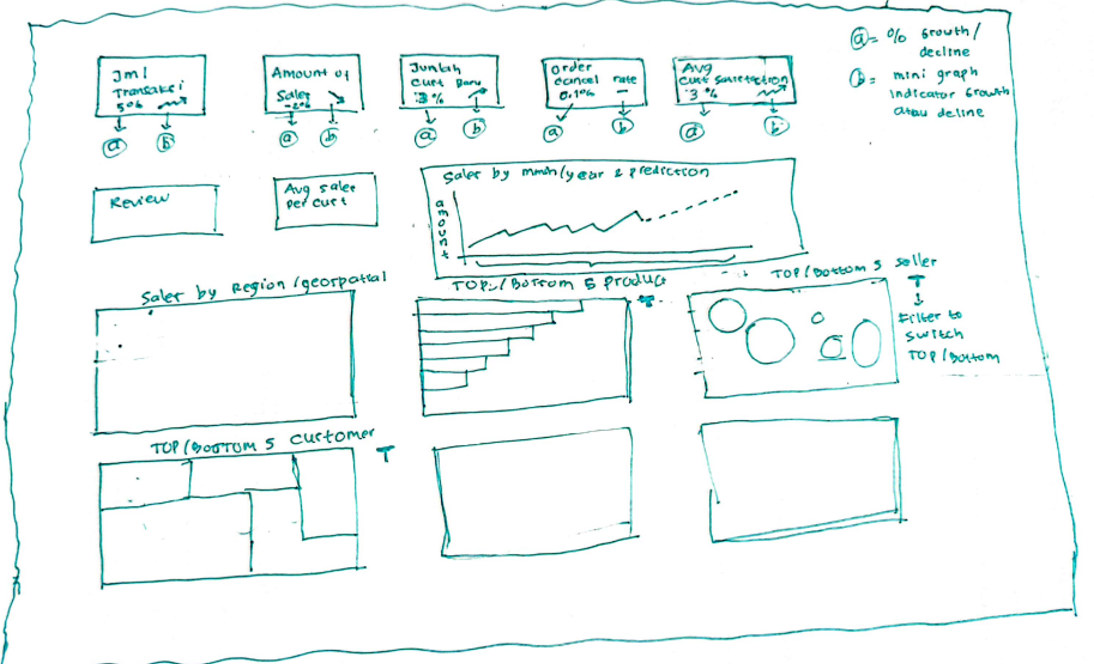 Jml
Transaksi
50%
a
b
Amount of
Sales
-20%
a
b
Jumlah
Cust Baru
3%
a
b
order
cancel rate
0.1%
a
b
Avg
Cust Satisfaction
3%
a
b
a = % Growth/
decline
b = mini graph
indicator Growth
atau decline
Review
Avg sales
per cust
Sales by mnth/year & prediction
amount
Sales by Region/geospatial
TOP/Bottom 5 product
T
TOP/Bottom 5 seller
T
Filter to
switch
TOP/Bottom
TOP/BOTTOM 5 customer
T